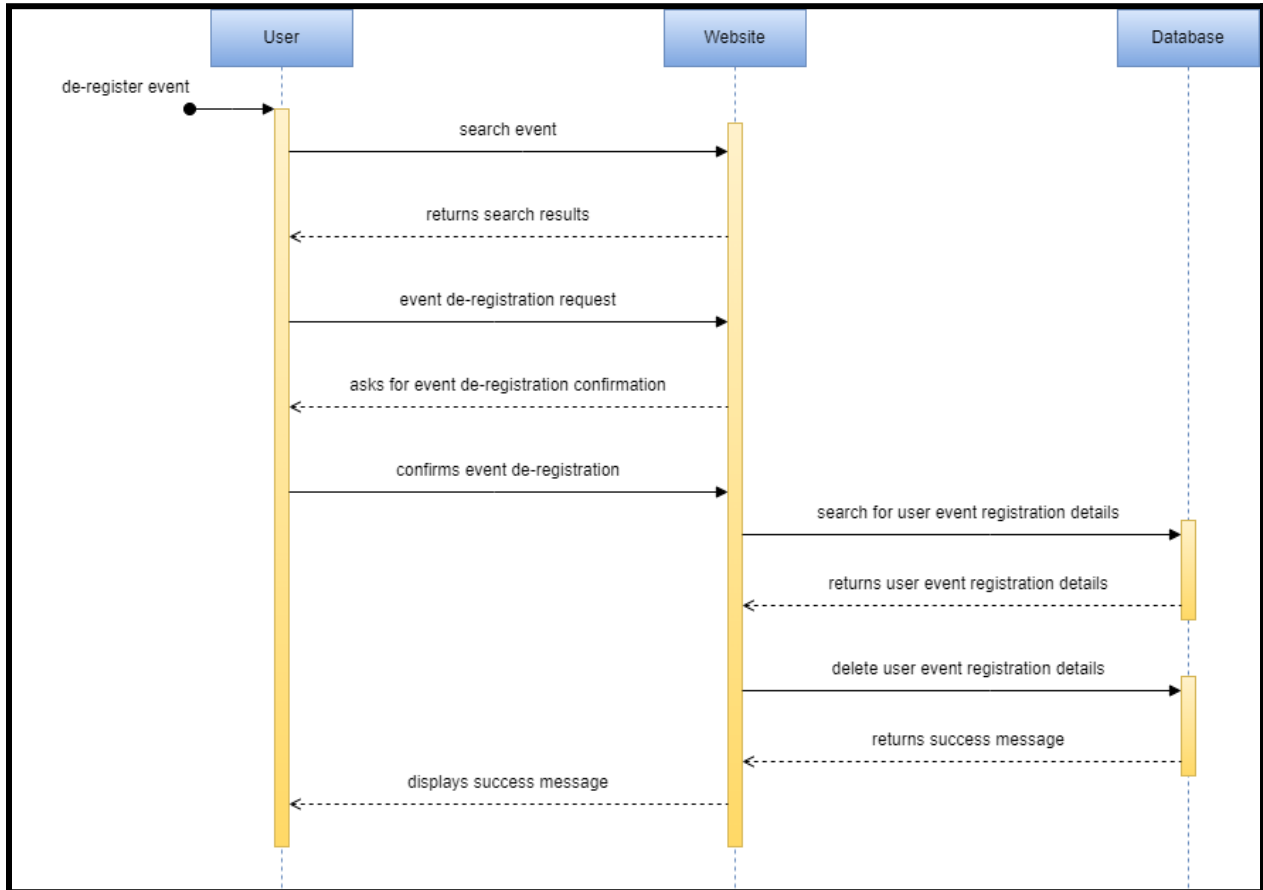 User
Website
Database
de-register event
search event
returns search results
event de-registration request
asks for event de-registration confirmation
confirms event de-registration
search for user event registration details
returns user event registration details
delete user event registration details
returns success message
displays success message